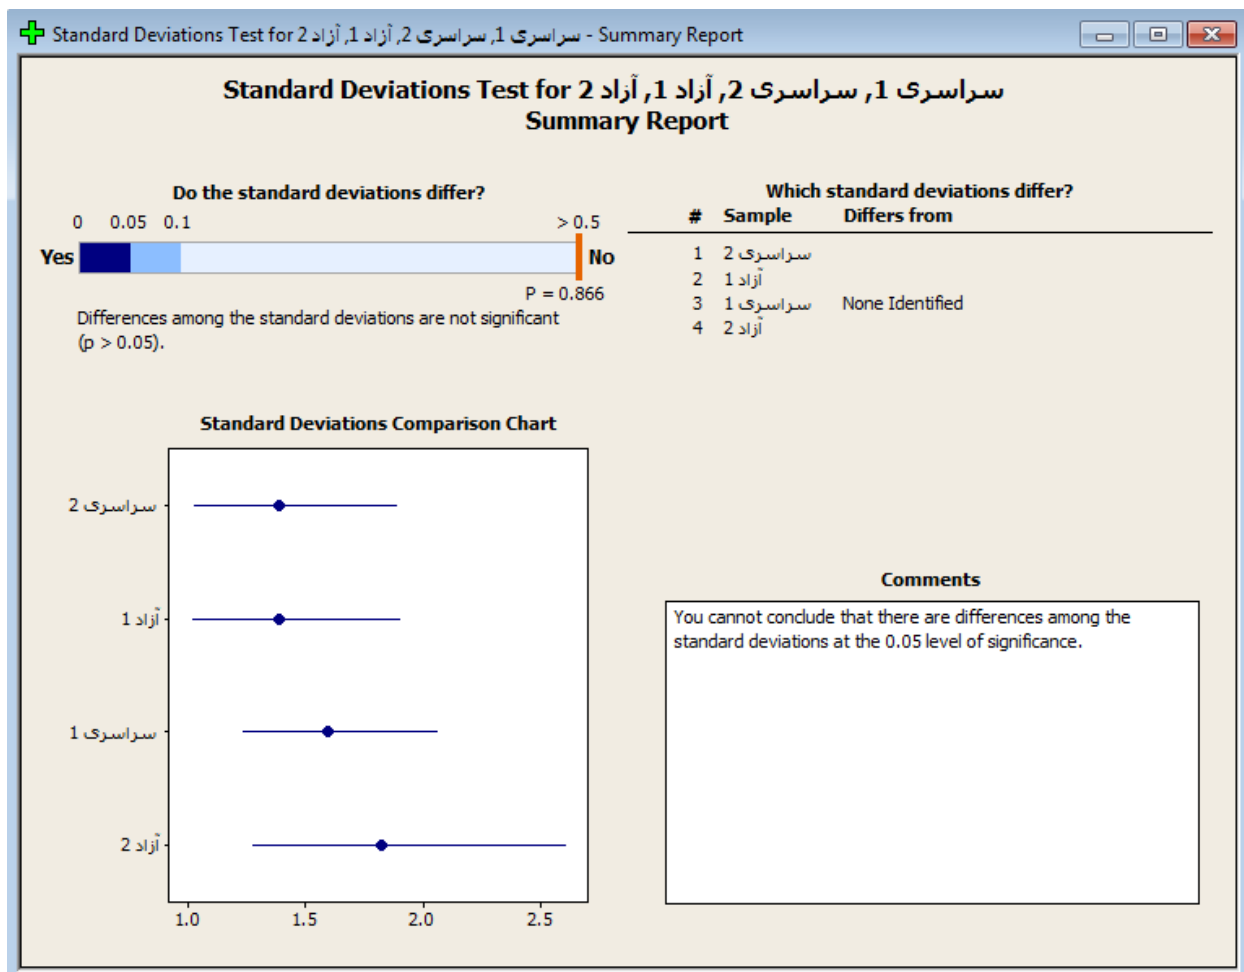 Standard Deviations Test for سراسری 1, سراسری 2, آزاد 1, آزاد 2 - Summary Report
Standard Deviations Test for سراسری 1, سراسری 2, آزاد 1, آزاد 2
Summary Report
Do the standard deviations differ?
0 0.05 0.1 > 0.5
Yes No
P = 0.866
Differences among the standard deviations are not significant
(p > 0.05).
Which standard deviations differ?
# Sample Differs from
1 سراسری 2
2 آزاد 1
3 سراسری 1 None Identified
4 آزاد 2
Standard Deviations Comparison Chart
سراسری 2
آزاد 1
سراسری 1
آزاد 2
1.0 1.5 2.0 2.5
Comments
You cannot conclude that there are differences among the
standard deviations at the 0.05 level of significance.